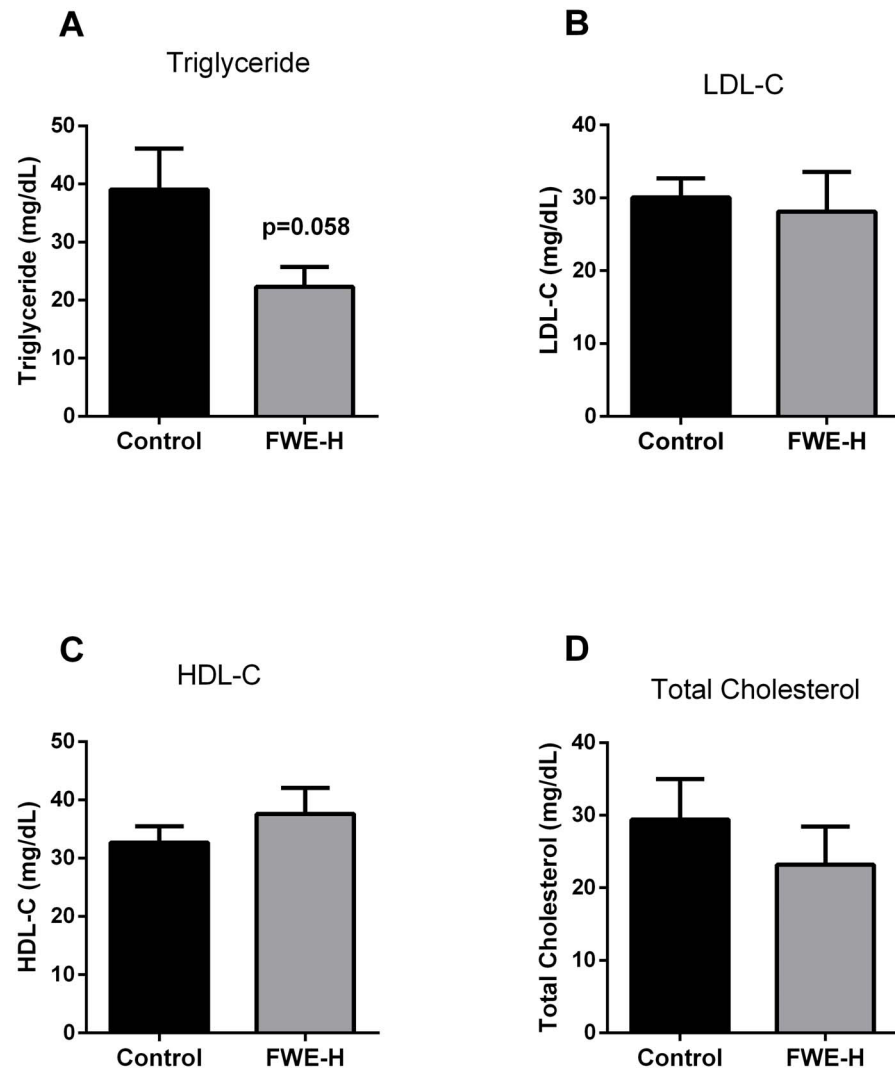 A
Triglyceride
Triglyceride (mg/dL)
50
40
30
20
10
0
p=0.058
Control FWE-H
B
LDL-C
LDL-C (mg/dL)
40
30
20
10
0
Control FWE-H
C
HDL-C
HDL-C (mg/dL)
50
40
30
20
10
0
Control FWE-H
D
Total Cholesterol
Total Cholesterol (mg/dL)
40
30
20
10
0
Control FWE-H